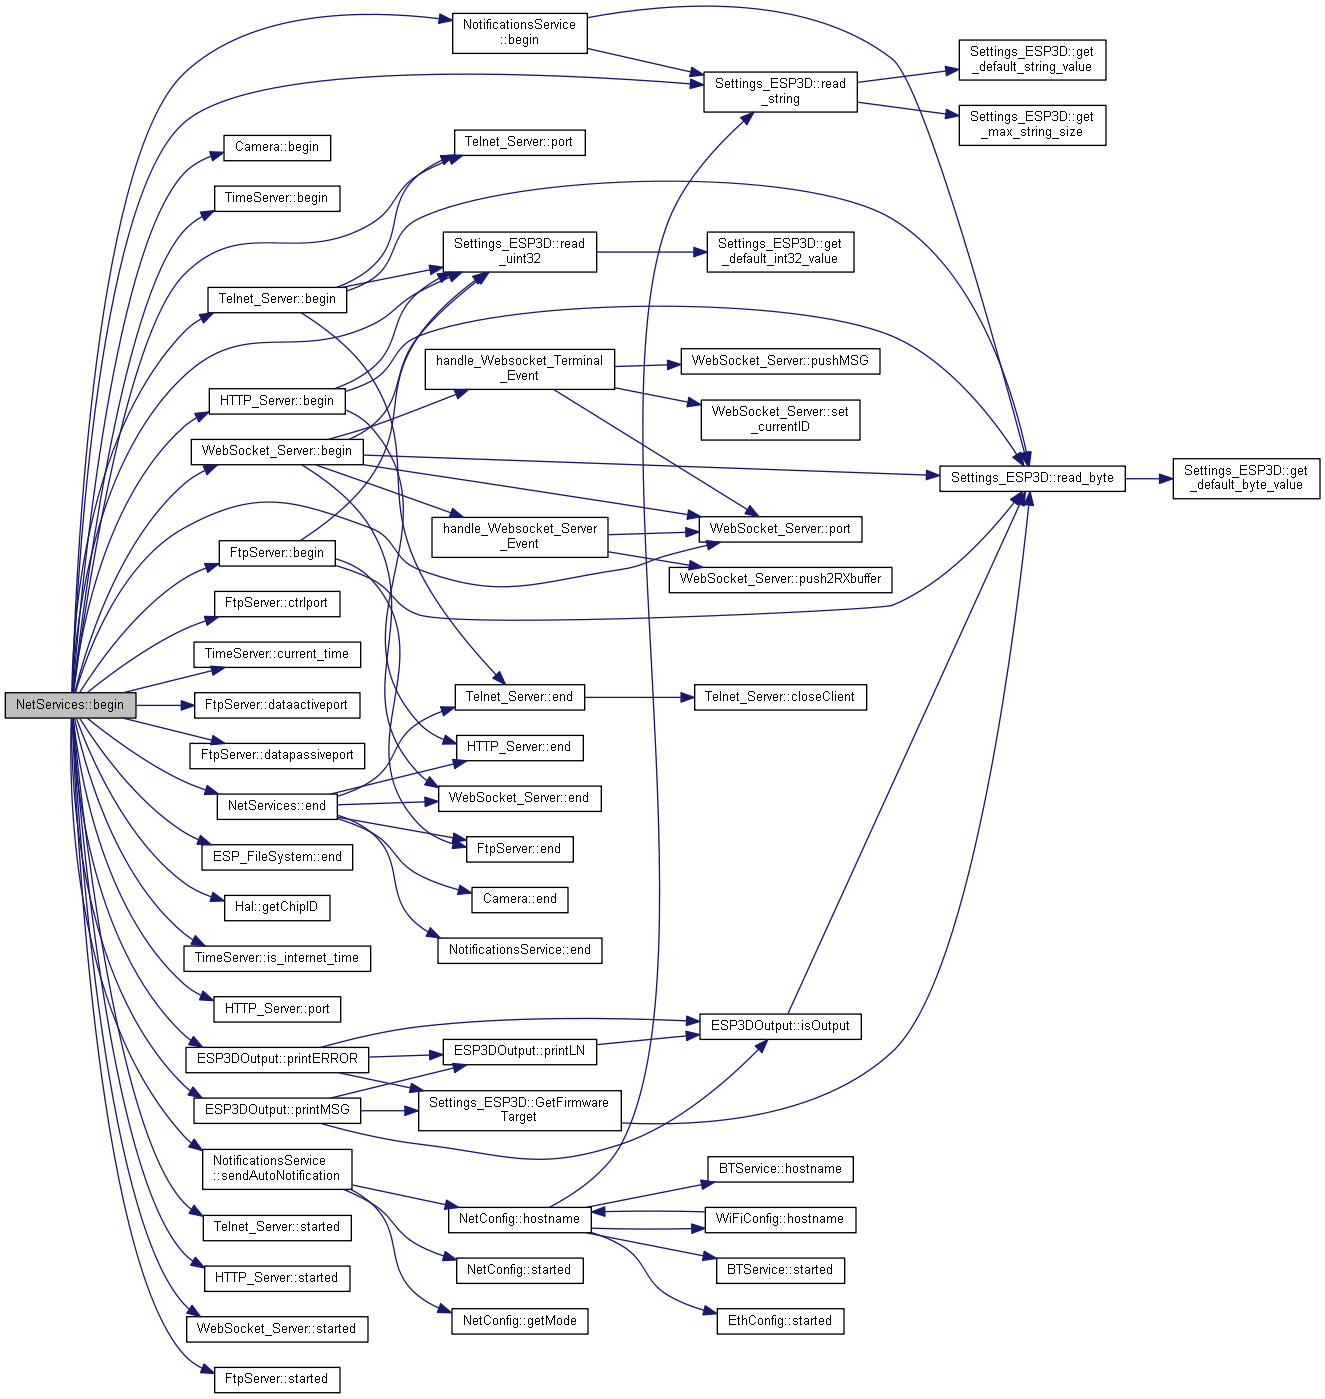 NotificationsService
::begin
Settings_ESP3D::get
_default_string_value
Settings_ESP3D::read
_string
Settings_ESP3D::get
_max_string_size
Camera::begin
Telnet_Server::port
TimeServer::begin
Settings_ESP3D::read
_uint32
Settings_ESP3D::get
_default_int32_value
Telnet_Server::begin
handle_Websocket_Terminal
_Event
WebSocket_Server::pushMSG
HTTP_Server::begin
WebSocket_Server::set
_currentID
WebSocket_Server::begin
Settings_ESP3D::read_byte
Settings_ESP3D::get
_default_byte_value
handle_Websocket_Server
_Event
WebSocket_Server::port
FtpServer::begin
WebSocket_Server::push2RXbuffer
FtpServer::ctrlport
TimeServer::current_time
NetServices::begin
FtpServer::dataactiveport
Telnet_Server::end
Telnet_Server::closeClient
FtpServer::datapassiveport
HTTP_Server::end
NetServices::end
WebSocket_Server::end
ESP_FileSystem::end
FtpServer::end
Hal::getChipID
Camera::end
TimeServer::is_internet_time
NotificationsService::end
HTTP_Server::port
ESP3DOutput::isOutput
ESP3DOutput::printERROR
ESP3DOutput::printLN
ESP3DOutput::printMSG
Settings_ESP3D::GetFirmware
Target
NotificationsService
::sendAutoNotification
BTService::hostname
Telnet_Server::started
NetConfig::hostname
WiFiConfig::hostname
HTTP_Server::started
NetConfig::started
BTService::started
WebSocket_Server::started
NetConfig::getMode
EthConfig::started
FtpServer::started